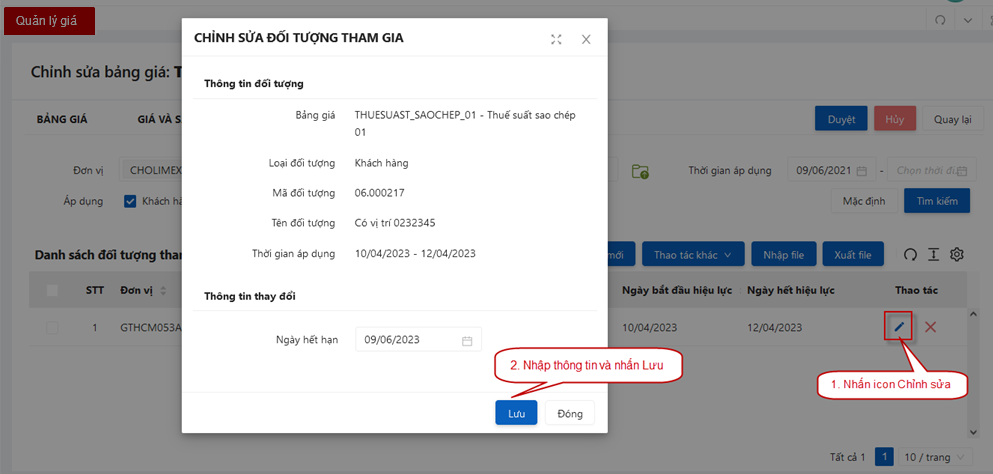 Quản lý giá
CHỈNH SỬA ĐỐI TƯỢNG THAM GIA
Chỉnh sửa bảng giá: T
Thông tin đối tượng
Bảng giá THUESUAST_SAOCHEP_01 - Thuế suất sao chép
01
Loại đối tượng Khách hàng
Mã đối tượng 06.000217
Tên đối tượng Có vị trí 0232345
Thời gian áp dụng 10/04/2023 - 12/04/2023
Thông tin thay đổi
Ngày hết hạn 09/06/2023
2. Nhập thông tin và nhấn Lưu
Lưu Đóng
BẢNG GIÁ GIÁ VÀ S
Duyệt Hủy Quay lại
Đơn vị CHOLIMEX
Thời gian áp dụng 09/06/2021 - Chọn thời đi
Áp dụng Khách hà
Mặc định Tìm kiếm
Danh sách đối tượng tham
mới Thao tác khác Nhập file Xuất file
STT Đơn vị Ngày bắt đầu hiệu lực Ngày hết hiệu lực Thao tác
1 GTHCM053A 10/04/2023 12/04/2023
1. Nhấn icon Chỉnh sửa
Tất cả 1 1 10 / trang